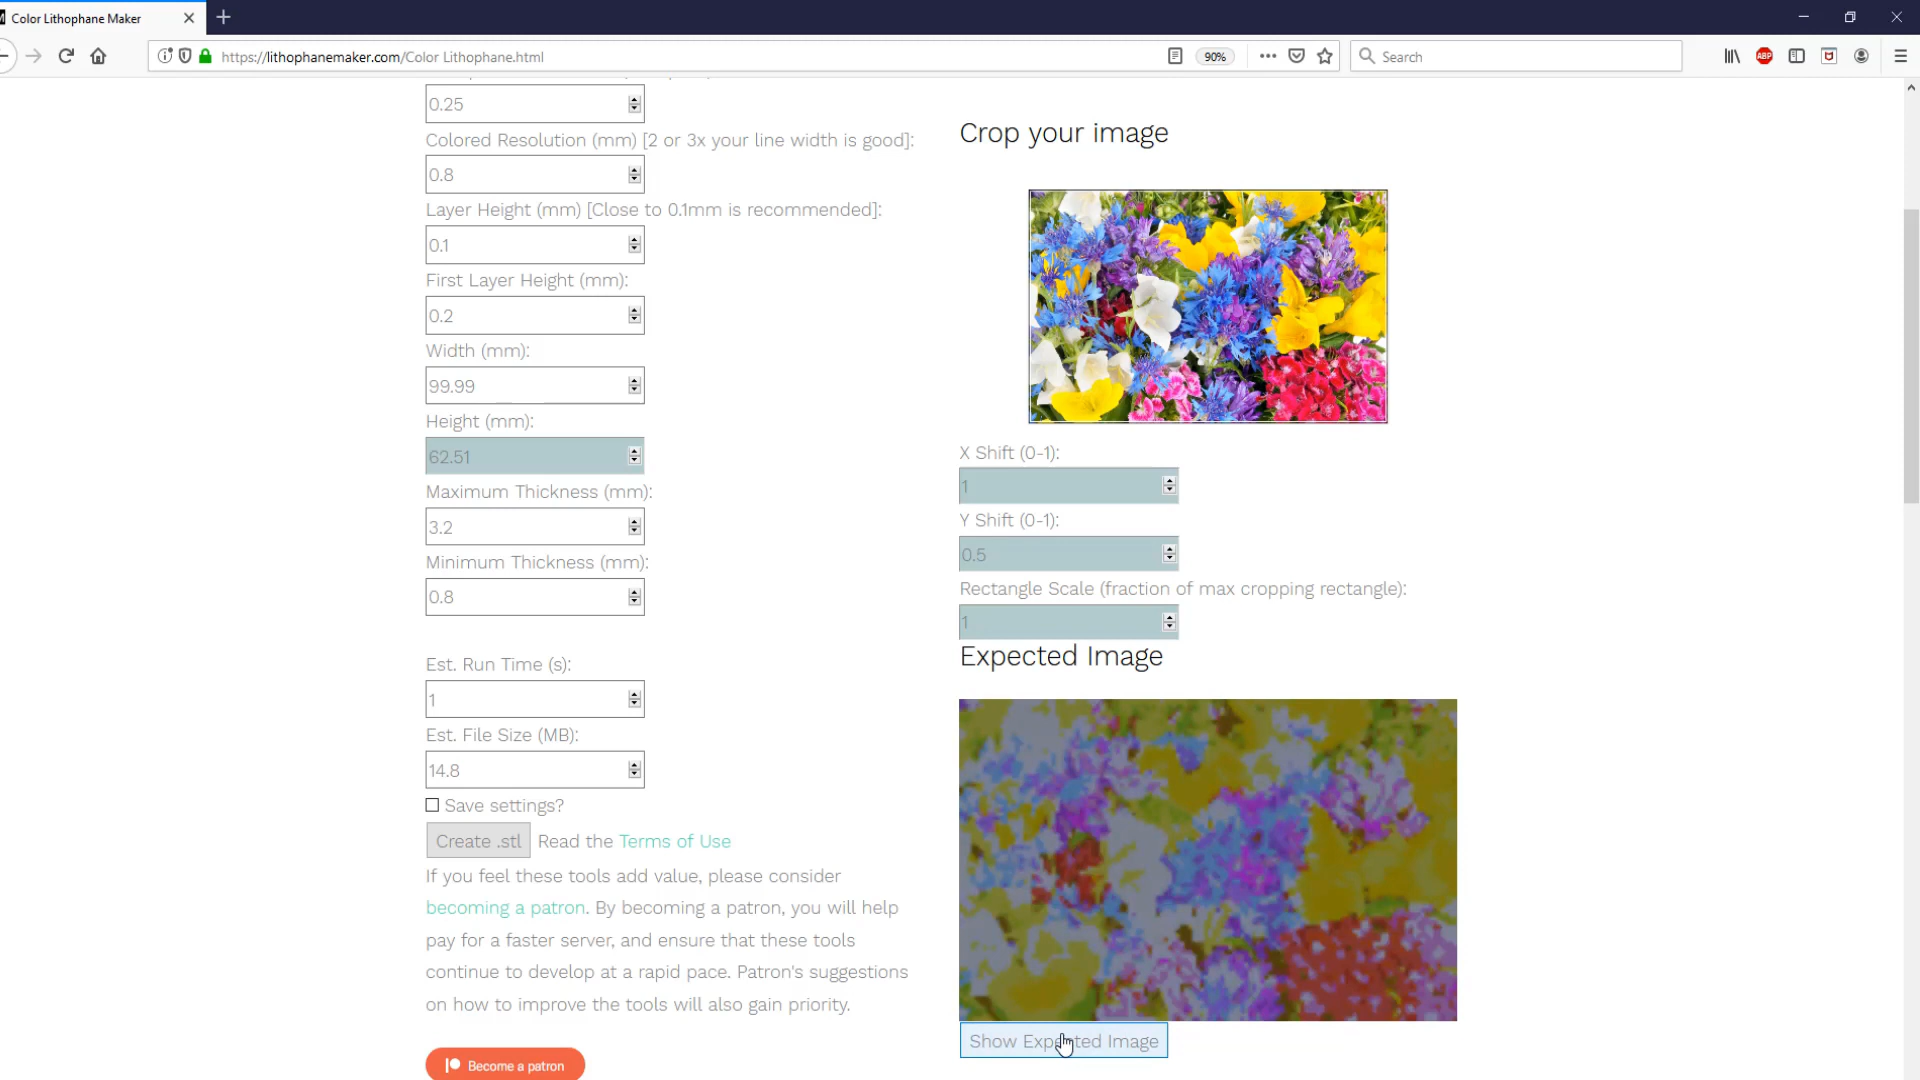 Color Lithophane Maker
https://lithophanemaker.com/Color Lithophane.html
90%
Search
ABP
0.25
Colored Resolution (mm) [2 or 3x your line width is good]:
0.8
Layer Height (mm) [Close to 0.1mm is recommended]:
0.1
First Layer Height (mm):
0.2
Width (mm):
99.99
Height (mm):
62.51
Maximum Thickness (mm):
3.2
Minimum Thickness (mm):
0.8
Est. Run Time (s):
1
Est. File Size (MB):
14.8
Save settings?
Create .stl Read the Terms of Use
If you feel these tools add value, please consider
becoming a patron. By becoming a patron, you will help
pay for a faster server, and ensure that these tools
continue to develop at a rapid pace. Patron's suggestions
on how to improve the tools will also gain priority.
Become a patron
Crop your image
X Shift (0-1):
1
Y Shift (0-1):
0.5
Rectangle Scale (fraction of max cropping rectangle):
1
Expected Image
Show Expected Image